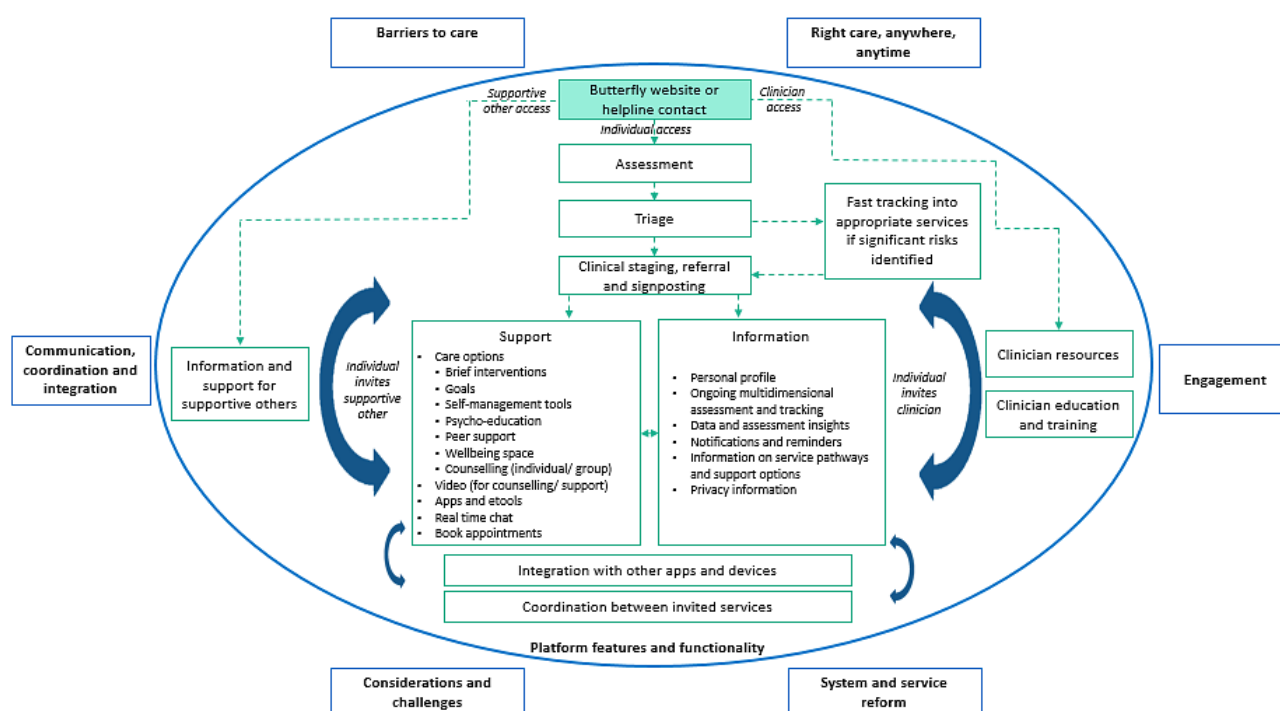 Barriers to care
Right care, anywhere,
anytime
Supportive
other access
Butterfly website or
helpline contact
Clinician
access
Individual access
Assessment
Triage
Fast tracking into
appropriate services
if significant risks
identified
Clinical staging, referral
and signposting
Communication,
coordination and
integration
Information and
support for
supportive others
Individual
invites
supportive
other
Support
▪ Care options
▪ Brief interventions
▪ Goals
▪ Self-management tools
▪ Psycho-education
▪ Peer support
▪ Wellbeing space
▪ Counselling (individual/ group)
▪ Video (for counselling/ support)
▪ Apps and etools
▪ Real time chat
▪ Book appointments
Information
▪ Personal profile
▪ Ongoing multidimensional
assessment and tracking
▪ Data and assessment insights
▪ Notifications and reminders
▪ Information on service pathways
and support options
▪ Privacy information
Individual
invites
clinician
Clinician resources
Clinician education
and training
Engagement
Integration with other apps and devices
Coordination between invited services
Platform features and functionality
Considerations and
challenges
System and service
reform